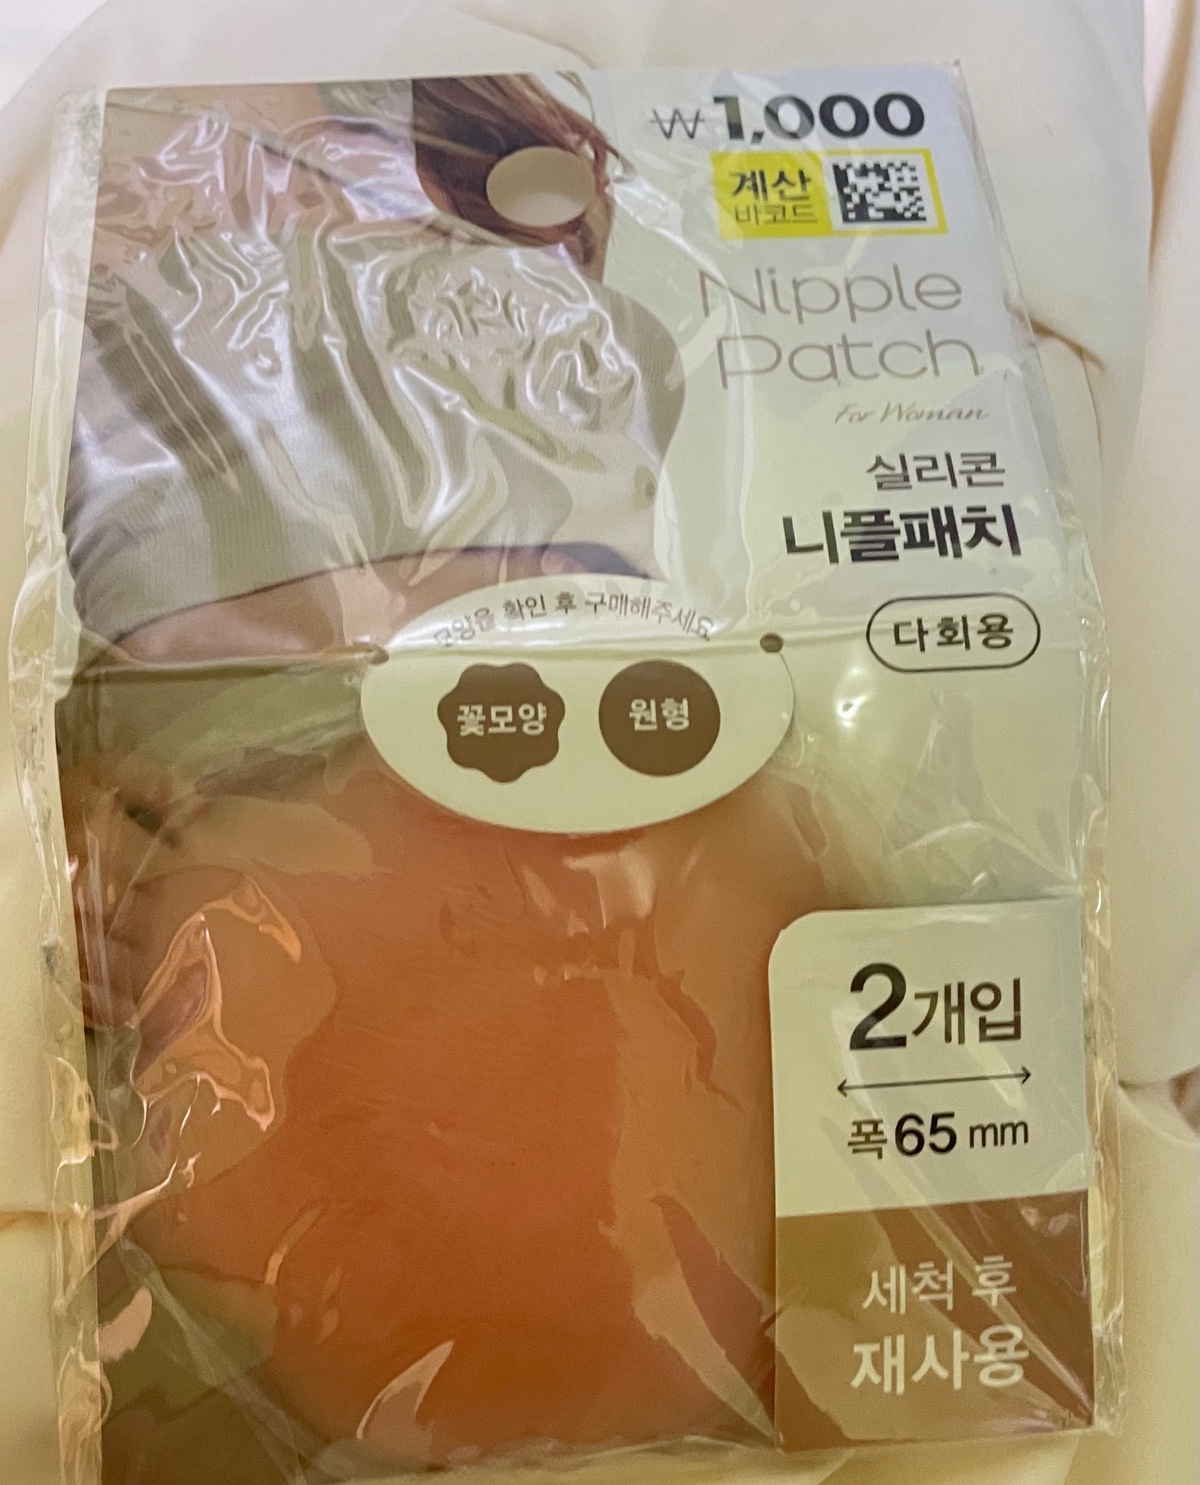 ₩1,000
계산
바코드
Nipple
Patch
For Woman
실리콘
니플패치
다회용
모양을 확인 후 구매해주세요
꽃모양
원형
2개입
폭 65 mm
세척 후
재사용